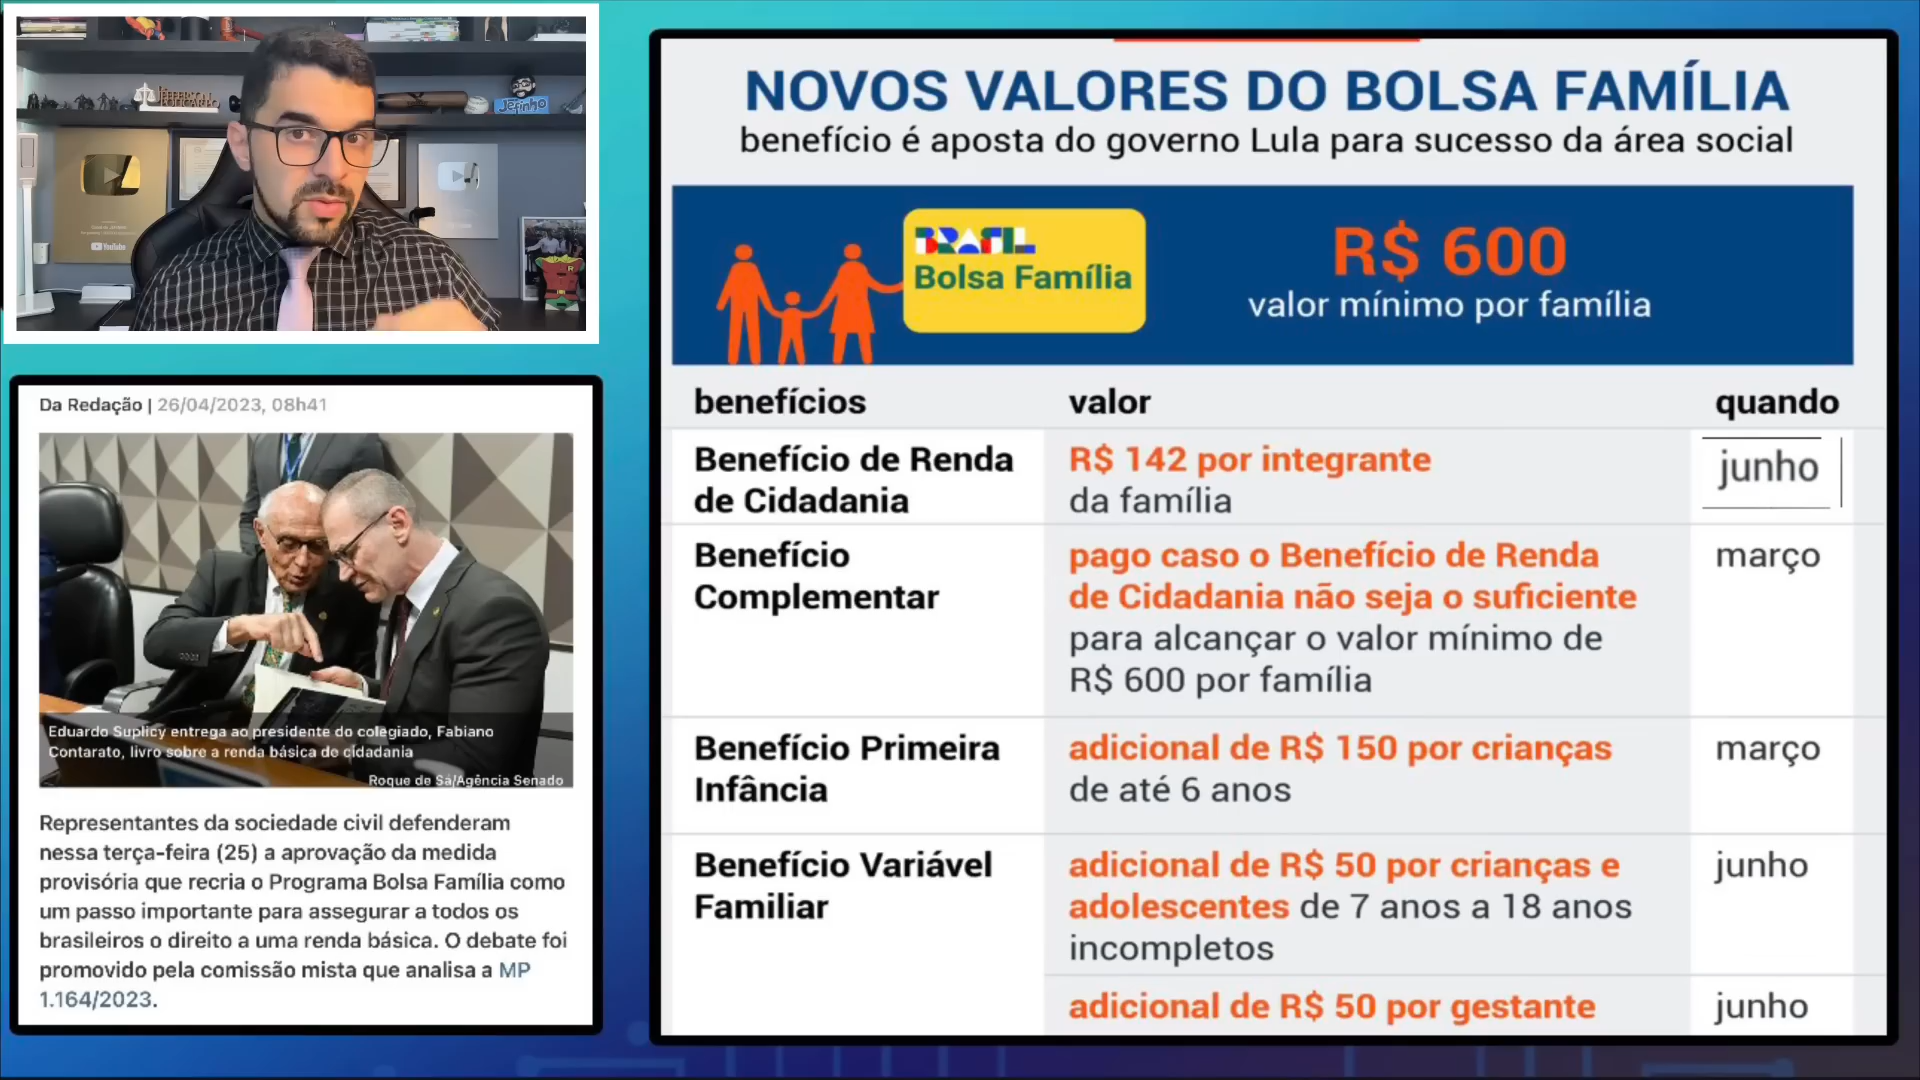 Jefinho
YouTube
Da Redação | 26/04/2023, 08h41
Eduardo Suplicy entrega ao presidente do colegiado, Fabiano
Contarato, livro sobre a renda básica de cidadania
Roque de Sá/Agência Senado
Representantes da sociedade civil defenderam
nessa terça-feira (25) a aprovação da medida
provisória que recria o Programa Bolsa Família como
um passo importante para assegurar a todos os
brasileiros o direito a uma renda básica. O debate foi
promovido pela comissão mista que analisa a MP
1.164/2023.
NOVOS VALORES DO BOLSA FAMÍLIA
benefício é aposta do governo Lula para sucesso da área social
BRASIL
Bolsa Família
R$ 600
valor mínimo por família
benefícios valor quando
Benefício de Renda
de Cidadania
R$ 142 por integrante
da família
junho
Benefício
Complementar
pago caso o Benefício de Renda
de Cidadania não seja o suficiente
para alcançar o valor mínimo de
R$ 600 por família
março
Benefício Primeira
Infância
adicional de R$ 150 por crianças
de até 6 anos
março
Benefício Variável
Familiar
adicional de R$ 50 por crianças e
adolescentes de 7 anos a 18 anos
incompletos
junho
adicional de R$ 50 por gestante
junho